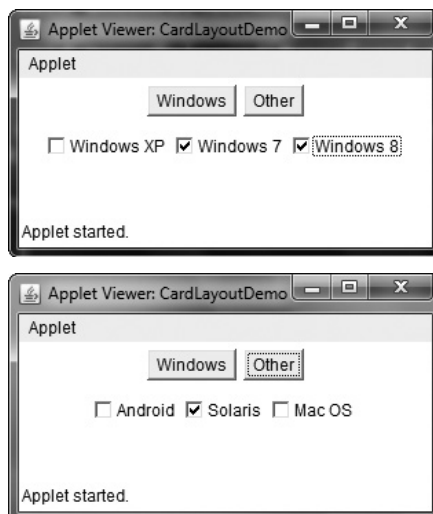 Applet Viewer: CardLayoutDemo
Applet
Windows Other
Windows XP Windows 7 Windows 8
Applet started.
Applet Viewer: CardLayoutDemo
Applet
Windows Other
Android Solaris Mac OS
Applet started.